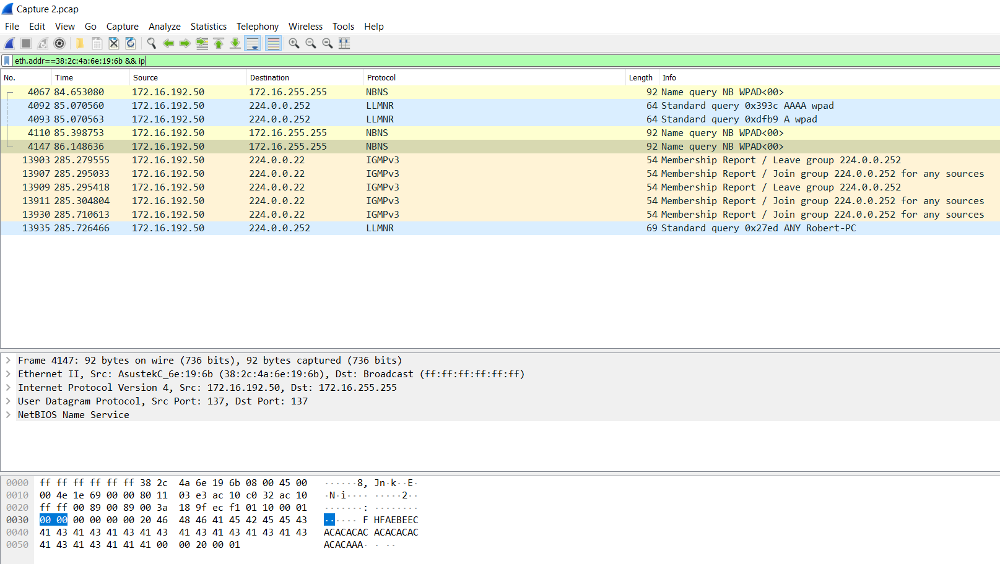 Capture 2.pcap
File Edit View Go Capture Analyze Statistics Telephony Wireless Tools Help
eth.addr==38:2c:4a:6e:19:6b && ip
No. Time Source Destination Protocol Length Info
4067 84.653080 172.16.192.50 172.16.255.255 NBNS 92 Name query NB WPAD<00>
4092 85.070560 172.16.192.50 224.0.0.252 LLMNR 64 Standard query 0x393c AAAA wpad
4093 85.070563 172.16.192.50 224.0.0.252 LLMNR 64 Standard query 0xdfb9 A wpad
4110 85.398753 172.16.192.50 172.16.255.255 NBNS 92 Name query NB WPAD<00>
4147 86.148636 172.16.192.50 172.16.255.255 NBNS 92 Name query NB WPAD<00>
13903 285.279555 172.16.192.50 224.0.0.22 IGMPv3 54 Membership Report / Leave group 224.0.0.252
13907 285.295033 172.16.192.50 224.0.0.22 IGMPv3 54 Membership Report / Join group 224.0.0.252 for any sources
13909 285.295418 172.16.192.50 224.0.0.22 IGMPv3 54 Membership Report / Leave group 224.0.0.252
13911 285.304804 172.16.192.50 224.0.0.22 IGMPv3 54 Membership Report / Join group 224.0.0.252 for any sources
13930 285.710613 172.16.192.50 224.0.0.22 IGMPv3 54 Membership Report / Join group 224.0.0.252 for any sources
13935 285.726466 172.16.192.50 224.0.0.252 LLMNR 69 Standard query 0x27ed ANY Robert-PC
Frame 4147: 92 bytes on wire (736 bits), 92 bytes captured (736 bits)
Ethernet II, Src: AsustekC_6e:19:6b (38:2c:4a:6e:19:6b), Dst: Broadcast (ff:ff:ff:ff:ff:ff)
Internet Protocol Version 4, Src: 172.16.192.50, Dst: 172.16.255.255
User Datagram Protocol, Src Port: 137, Dst Port: 137
NetBIOS Name Service
0000 ff ff ff ff ff ff 38 2c 4a 6e 19 6b 08 00 45 00 ······8, Jn·k··E·
0010 00 4e 1e 69 00 00 80 11 03 e3 ac 10 c0 32 ac 10 ·N·i···· ·····2··
0020 ff ff 00 89 00 89 00 3a 18 9f ec f1 01 10 00 01 ·······: ········
0030 00 00 00 00 00 00 20 46 48 46 41 45 42 45 45 43 ······ F HFAEBEEC
0040 41 43 41 43 41 43 41 43 41 43 41 43 41 43 41 43 ACACACAC ACACACAC
0050 41 43 41 43 41 41 41 00 00 20 00 01 ACACAAA· · ··